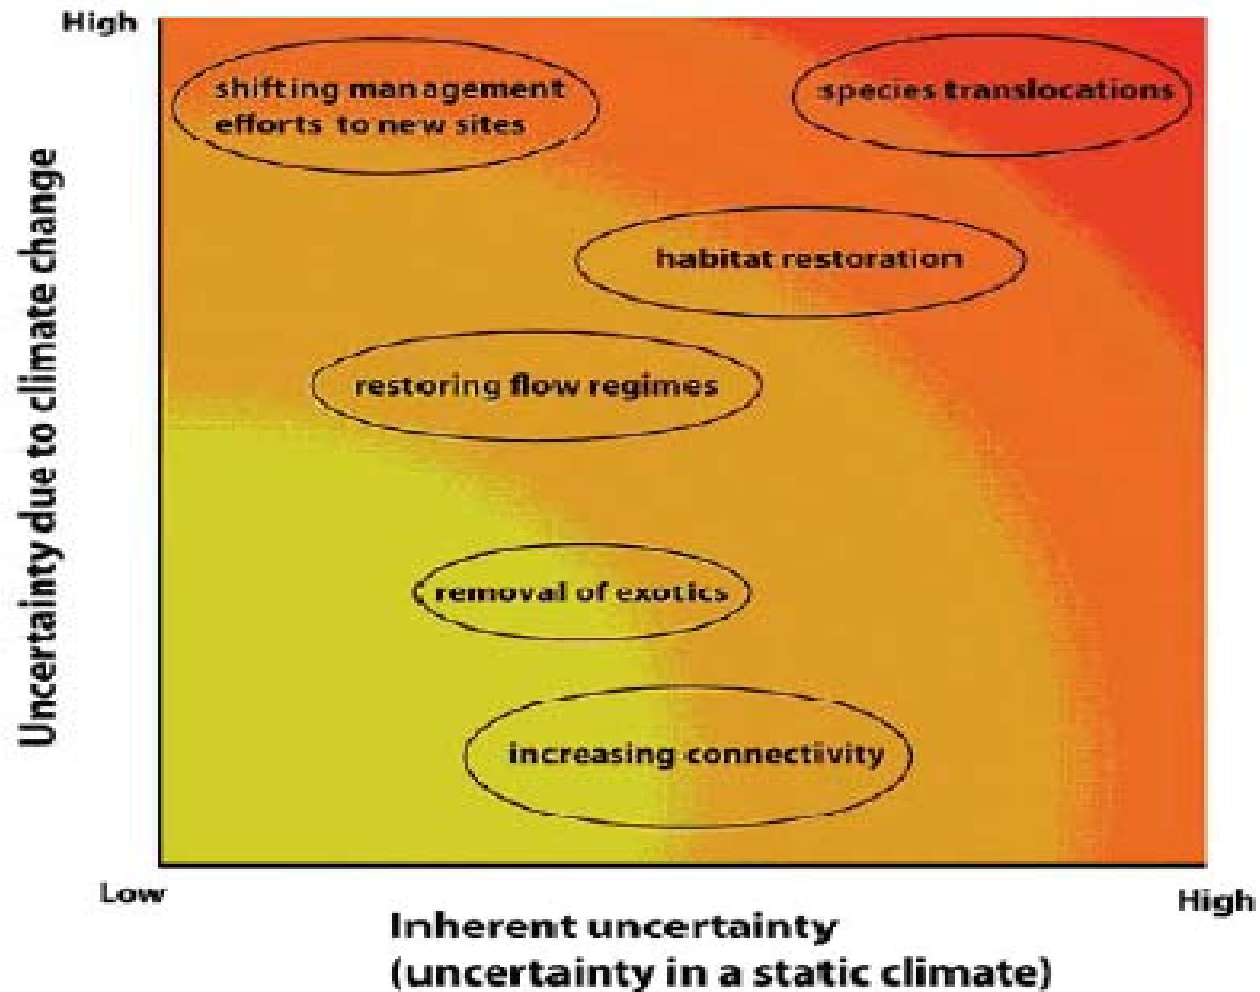 High
shifting management
efforts to new sites
species translocations
habitat restoration
restoring flow regimes
removal of exotics
increasing connectivity
Uncertainty due to climate change
Low
High
Inherent uncertainty
(uncertainty in a static climate)